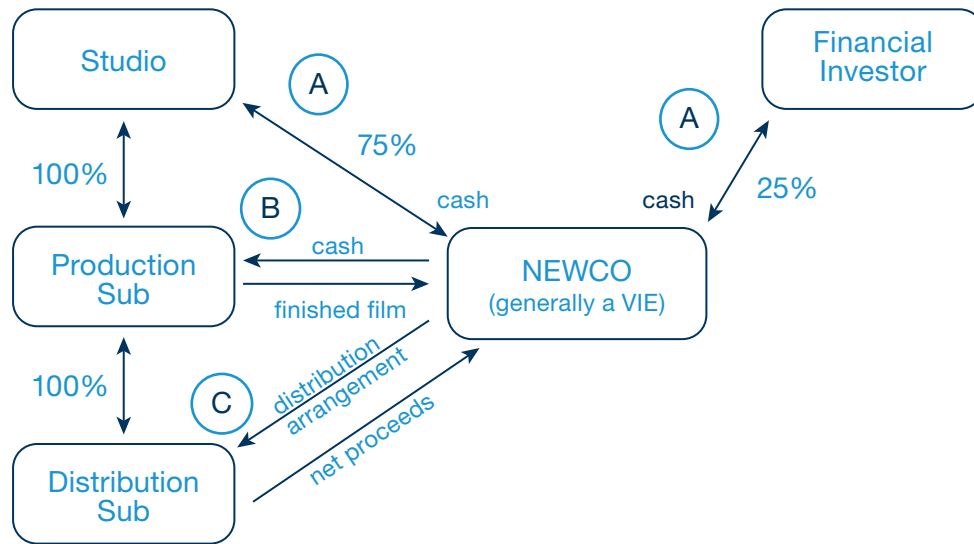 Studio
Financial
Investor
A
A
75%
100%
25%
cash
cash
B
cash
Production
Sub
NEWCO
(generally a VIE)
finished film
distribution
arrangement
100%
C
net proceeds
Distribution
Sub